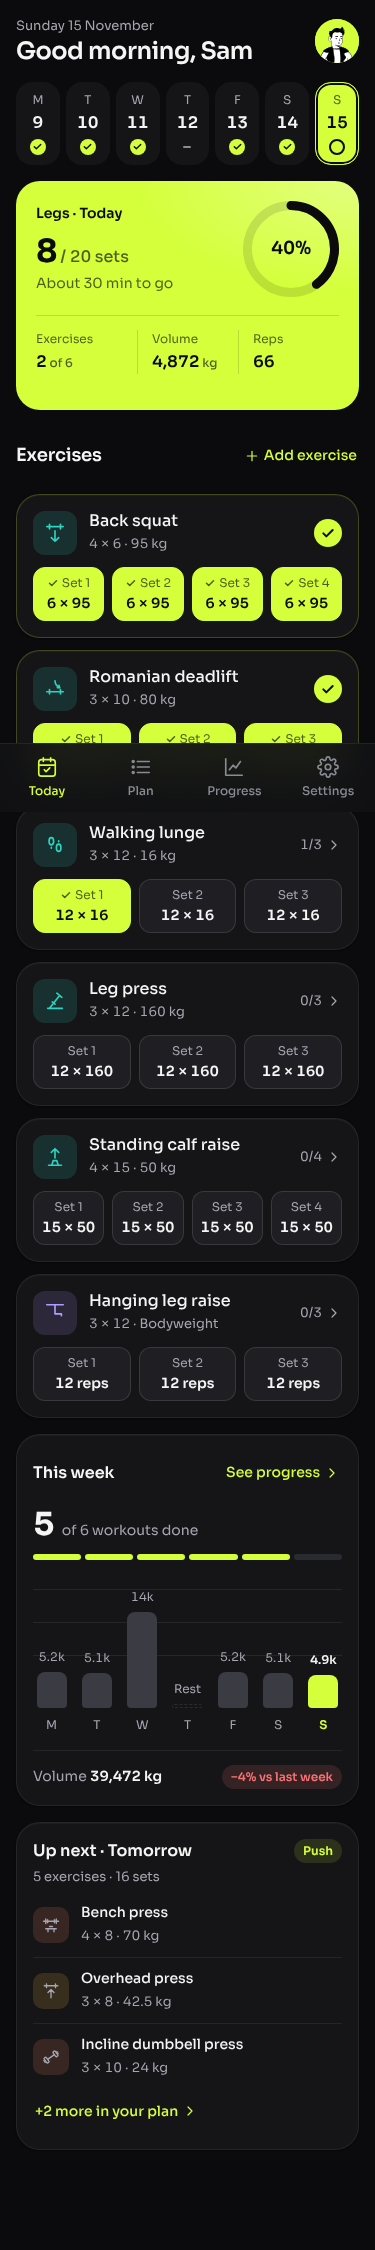 Sunday 15 November
Good morning, Sam
M T W T F S S
9 10 11 12 13 14 15
–
Legs · Today
8 / 20 sets
About 30 min to go
40%
Exercises Volume Reps
2 of 6 4,872 kg 66
Exercises + Add exercise
Back squat
4 × 6 · 95 kg
Set 1 Set 2 Set 3 Set 4
6 × 95 6 × 95 6 × 95 6 × 95
Romanian deadlift
3 × 10 · 80 kg
Set 1 Set 2 Set 3
Today Plan Progress Settings
Walking lunge
3 × 12 · 16 kg
1/3
Set 1 Set 2 Set 3
12 × 16 12 × 16 12 × 16
Leg press
3 × 12 · 160 kg
0/3
Set 1 Set 2 Set 3
12 × 160 12 × 160 12 × 160
Standing calf raise
4 × 15 · 50 kg
0/4
Set 1 Set 2 Set 3 Set 4
15 × 50 15 × 50 15 × 50 15 × 50
Hanging leg raise
3 × 12 · Bodyweight
0/3
Set 1 Set 2 Set 3
12 reps 12 reps 12 reps
This week See progress
5 of 6 workouts done
5.2k 5.1k 14k Rest 5.2k 5.1k 4.9k
M T W T F S S
Volume 39,472 kg −4% vs last week
Up next · Tomorrow Push
5 exercises · 16 sets
Bench press
4 × 8 · 70 kg
Overhead press
3 × 8 · 42.5 kg
Incline dumbbell press
3 × 10 · 24 kg
+2 more in your plan